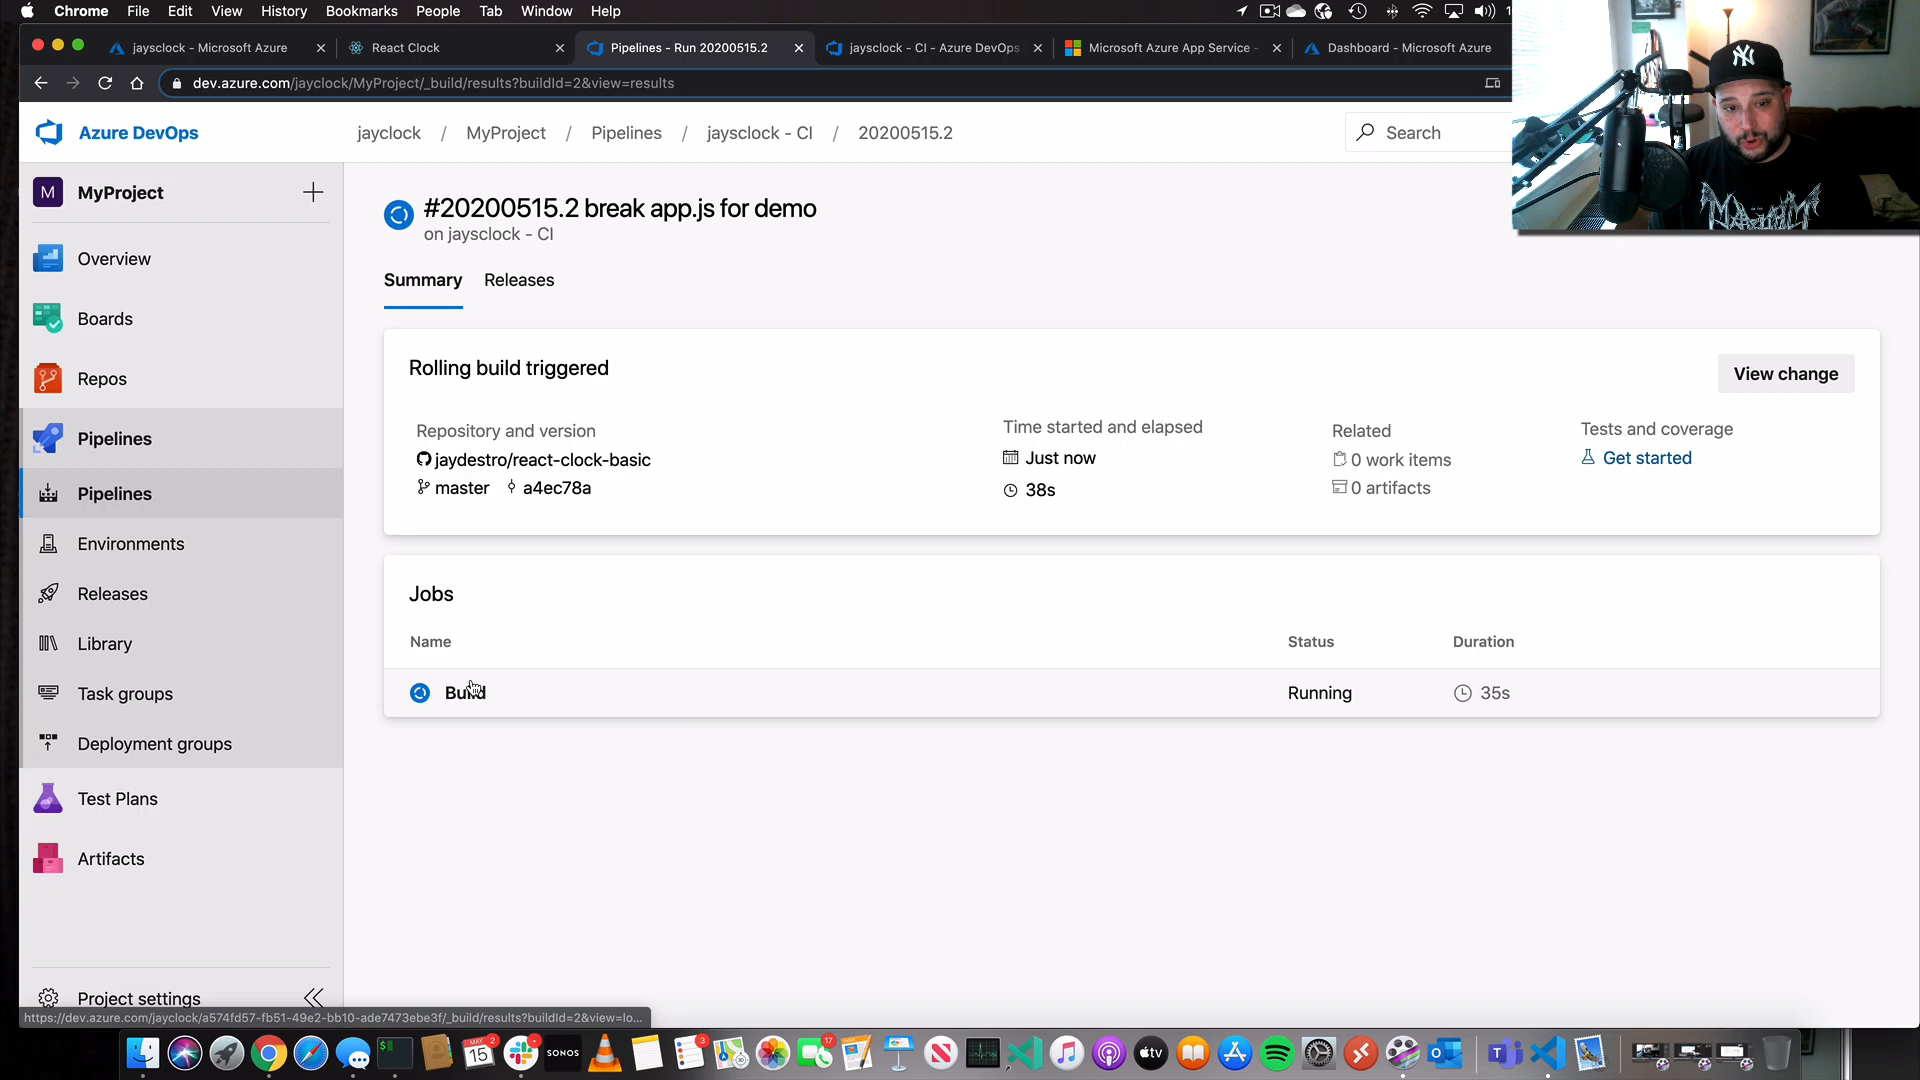 Chrome File Edit View History Bookmarks People Tab Window Help
jaysclock - Microsoft Azure
React Clock
Pipelines - Run 20200515.2
jaysclock - CI - Azure DevOps
Microsoft Azure App Service -
Dashboard - Microsoft Azure
dev.azure.com/jayclock/MyProject/_build/results?buildId=2&view=results
Azure DevOps
jayclock / MyProject / Pipelines / jaysclock - CI / 20200515.2
Search
M MyProject
Overview
Boards
Repos
Pipelines
Pipelines
Environments
Releases
Library
Task groups
Deployment groups
Test Plans
Artifacts
Project settings
#20200515.2 break app.js for demo
on jaysclock - CI
Summary Releases
Rolling build triggered
View change
Repository and version
jaydestro/react-clock-basic
master a4ec78a
Time started and elapsed
Just now
38s
Related
0 work items
0 artifacts
Tests and coverage
Get started
Jobs
Name Status Duration
Build Running 35s
https://dev.azure.com/jayclock/a574fd57-fb51-49e2-bb10-ade7473ebe3f/_build/results?buildId=2&view=lo...
MAY
15
2
SONOS
3
17
tv